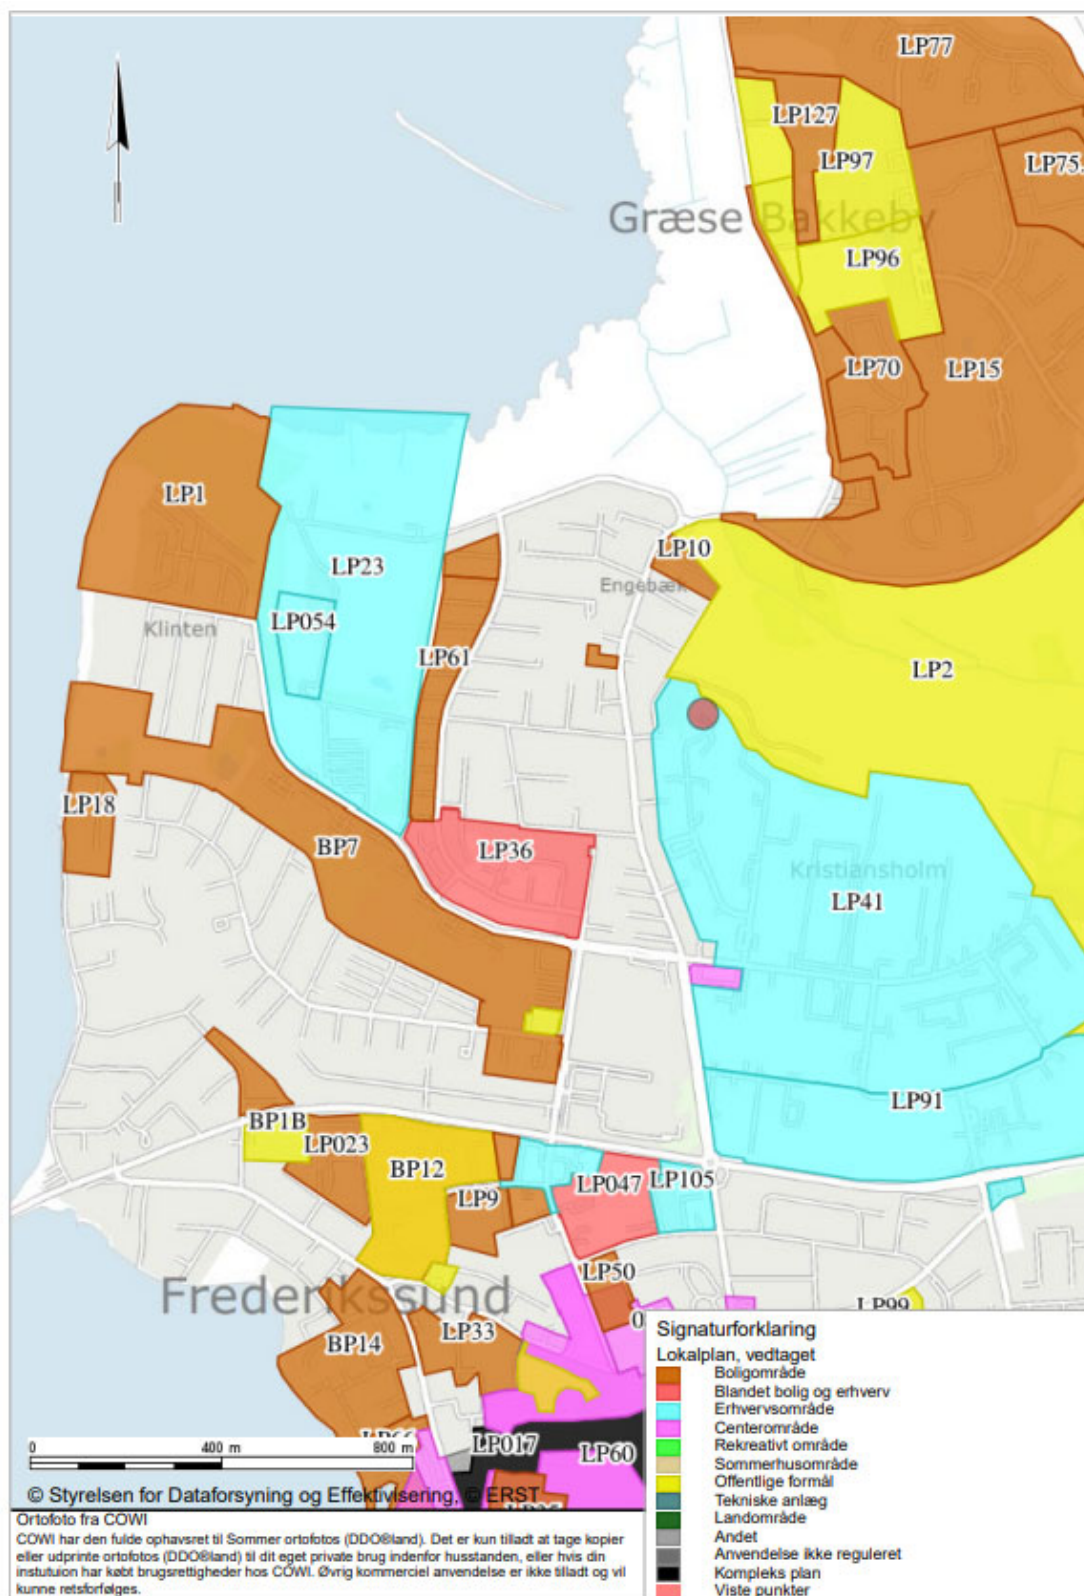 LP77
LP127
LP97
LP75
Græse Bakkeby
LP96
LP70
LP15
LP1
LP23
LP10
Engebæk
LP054
Klinten
LP61
LP2
LP18
BP7
LP36
Kristiansholm
LP41
LP91
BP1B
LP023
BP12
LP9
LP047
LP105
LP50
Frederikssund
LP99
LP33
BP14
LP66
LP017
LP60
0 400 m 800 m
© Styrelsen for Dataforsyning og Effektivisering, © ERST
Signaturforklaring
Lokalplan, vedtaget
Boligområde
Blandet bolig og erhverv
Erhvervsområde
Centerområde
Rekreativt område
Sommerhusområde
Offentlige formål
Tekniske anlæg
Landområde
Andet
Anvendelse ikke reguleret
Kompleks plan
Viste punkter
Ortofoto fra COWI
COWI har den fulde ophavsret til Sommer ortofotos (DDO®land). Det er kun tilladt at tage kopier
eller udprinte ortofotos (DDO®land) til dit eget private brug indenfor husstanden, eller hvis din
instutuion har købt brugsrettigheder hos COWI. Øvrig kommerciel anvendelse er ikke tilladt og vil
kunne retsforfølges.